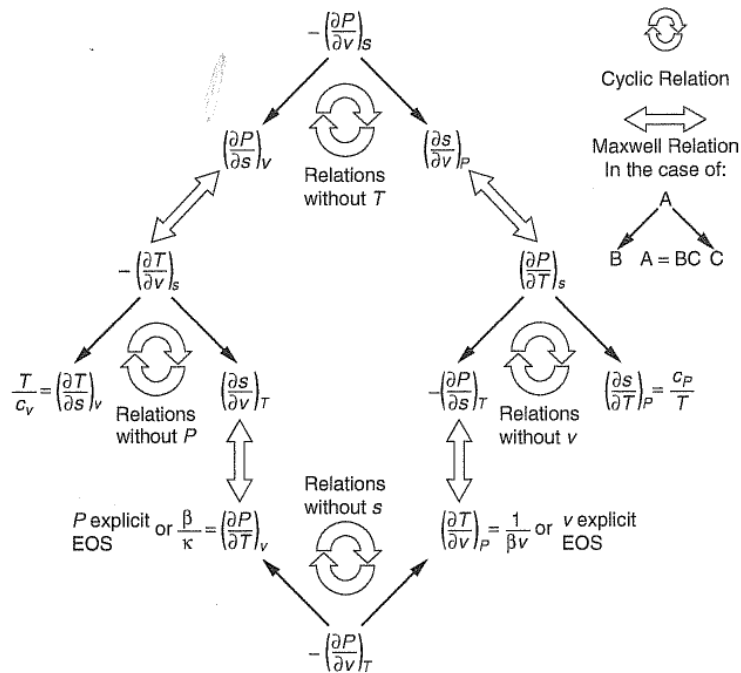 −(∂P/∂v)_S
Cyclic Relation
(∂P/∂s)_V
(∂s/∂v)_P
Relations
without T
Maxwell Relation
In the case of:
A
B A = BC C
−(∂T/∂v)_s
(∂P/∂T)_s
T/c_v = (∂T/∂s)_v
(∂s/∂v)_T
−(∂P/∂s)_T
(∂s/∂T)_P = c_P/T
Relations
without P
Relations
without v
Relations
without s
P explicit
EOS
or β/κ = (∂P/∂T)_v
(∂T/∂v)_P = 1/βv or
v explicit
EOS
−(∂P/∂v)_T